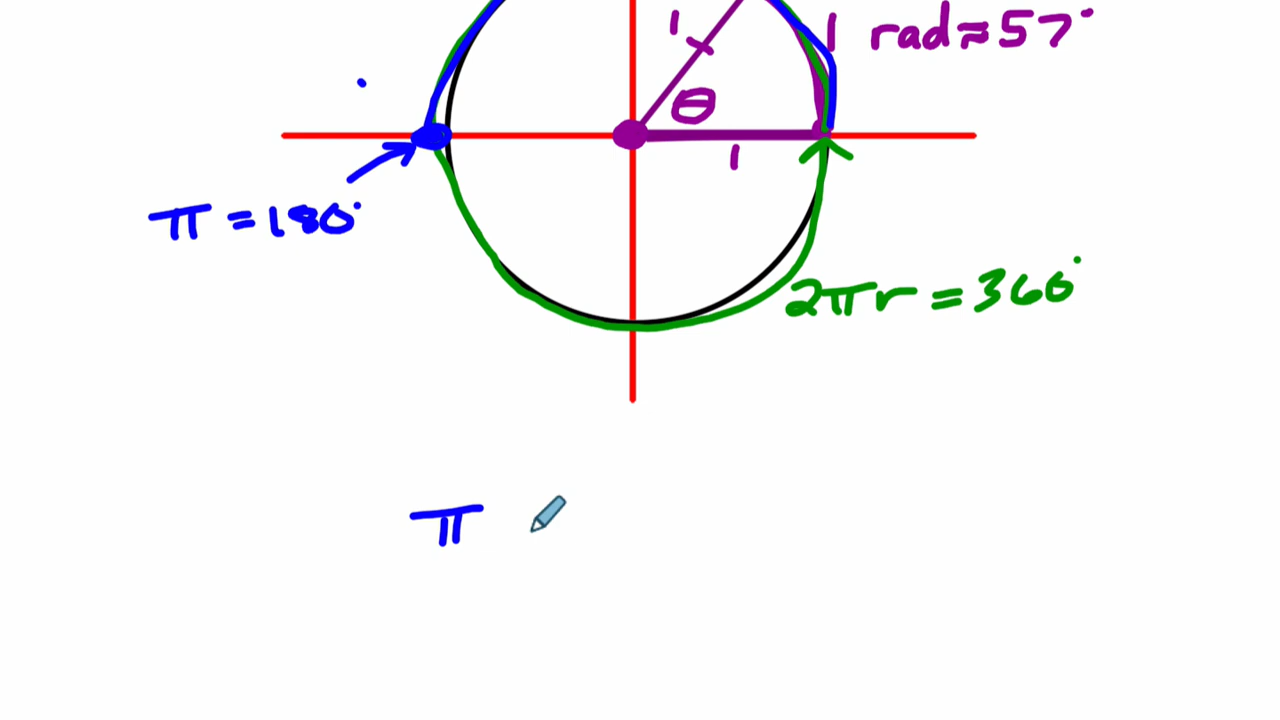 1 1 rad≈57°
θ
1
π = 180°
2πr = 360°
π